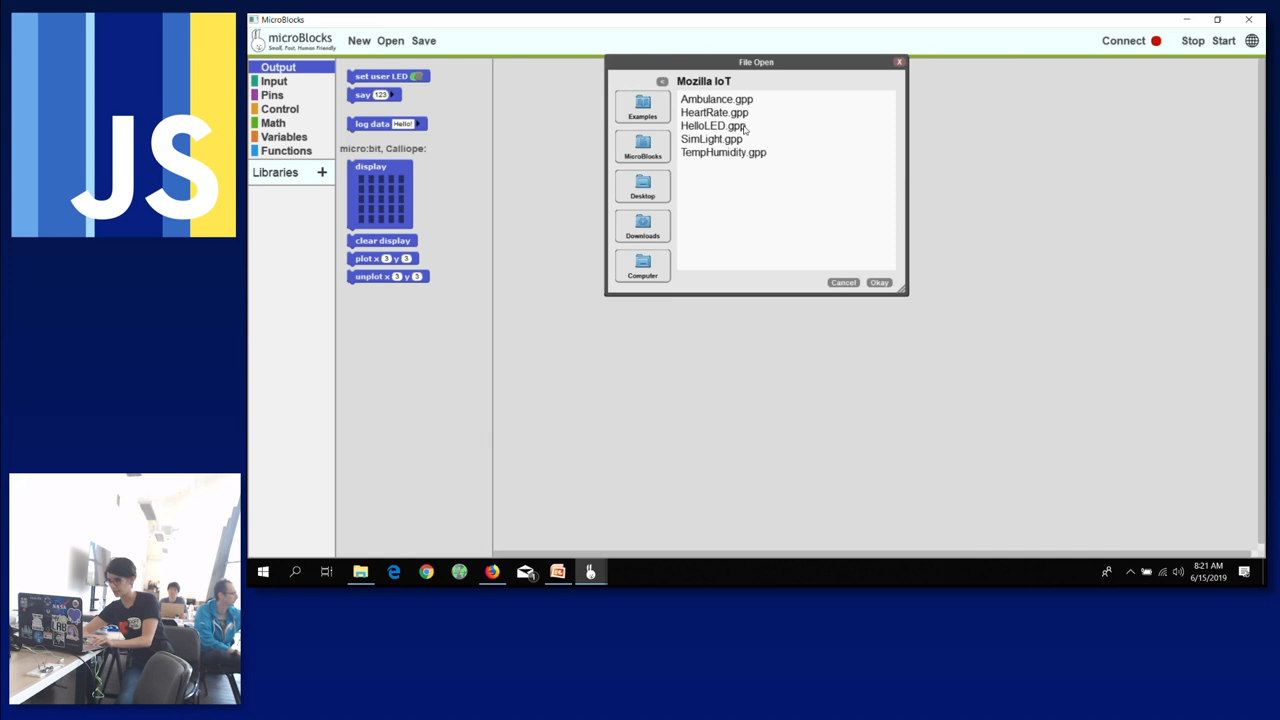 JS
MicroBlocks
microBlocks
Small, Fast, Human Friendly
New Open Save
Connect
Stop Start
Output
Input
Pins
Control
Math
Variables
Functions
Libraries +
set user LED
say 123
log data Hello!
micro:bit, Calliope:
display
clear display
plot x 3 y 3
unplot x 3 y 3
File Open
X
< Mozilla IoT
Examples
MicroBlocks
Desktop
Downloads
Computer
Ambulance.gpp
HeartRate.gpp
HelloLED.gpp
SimLight.gpp
TempHumidity.gpp
Cancel Okay
1
8:21 AM
6/15/2019